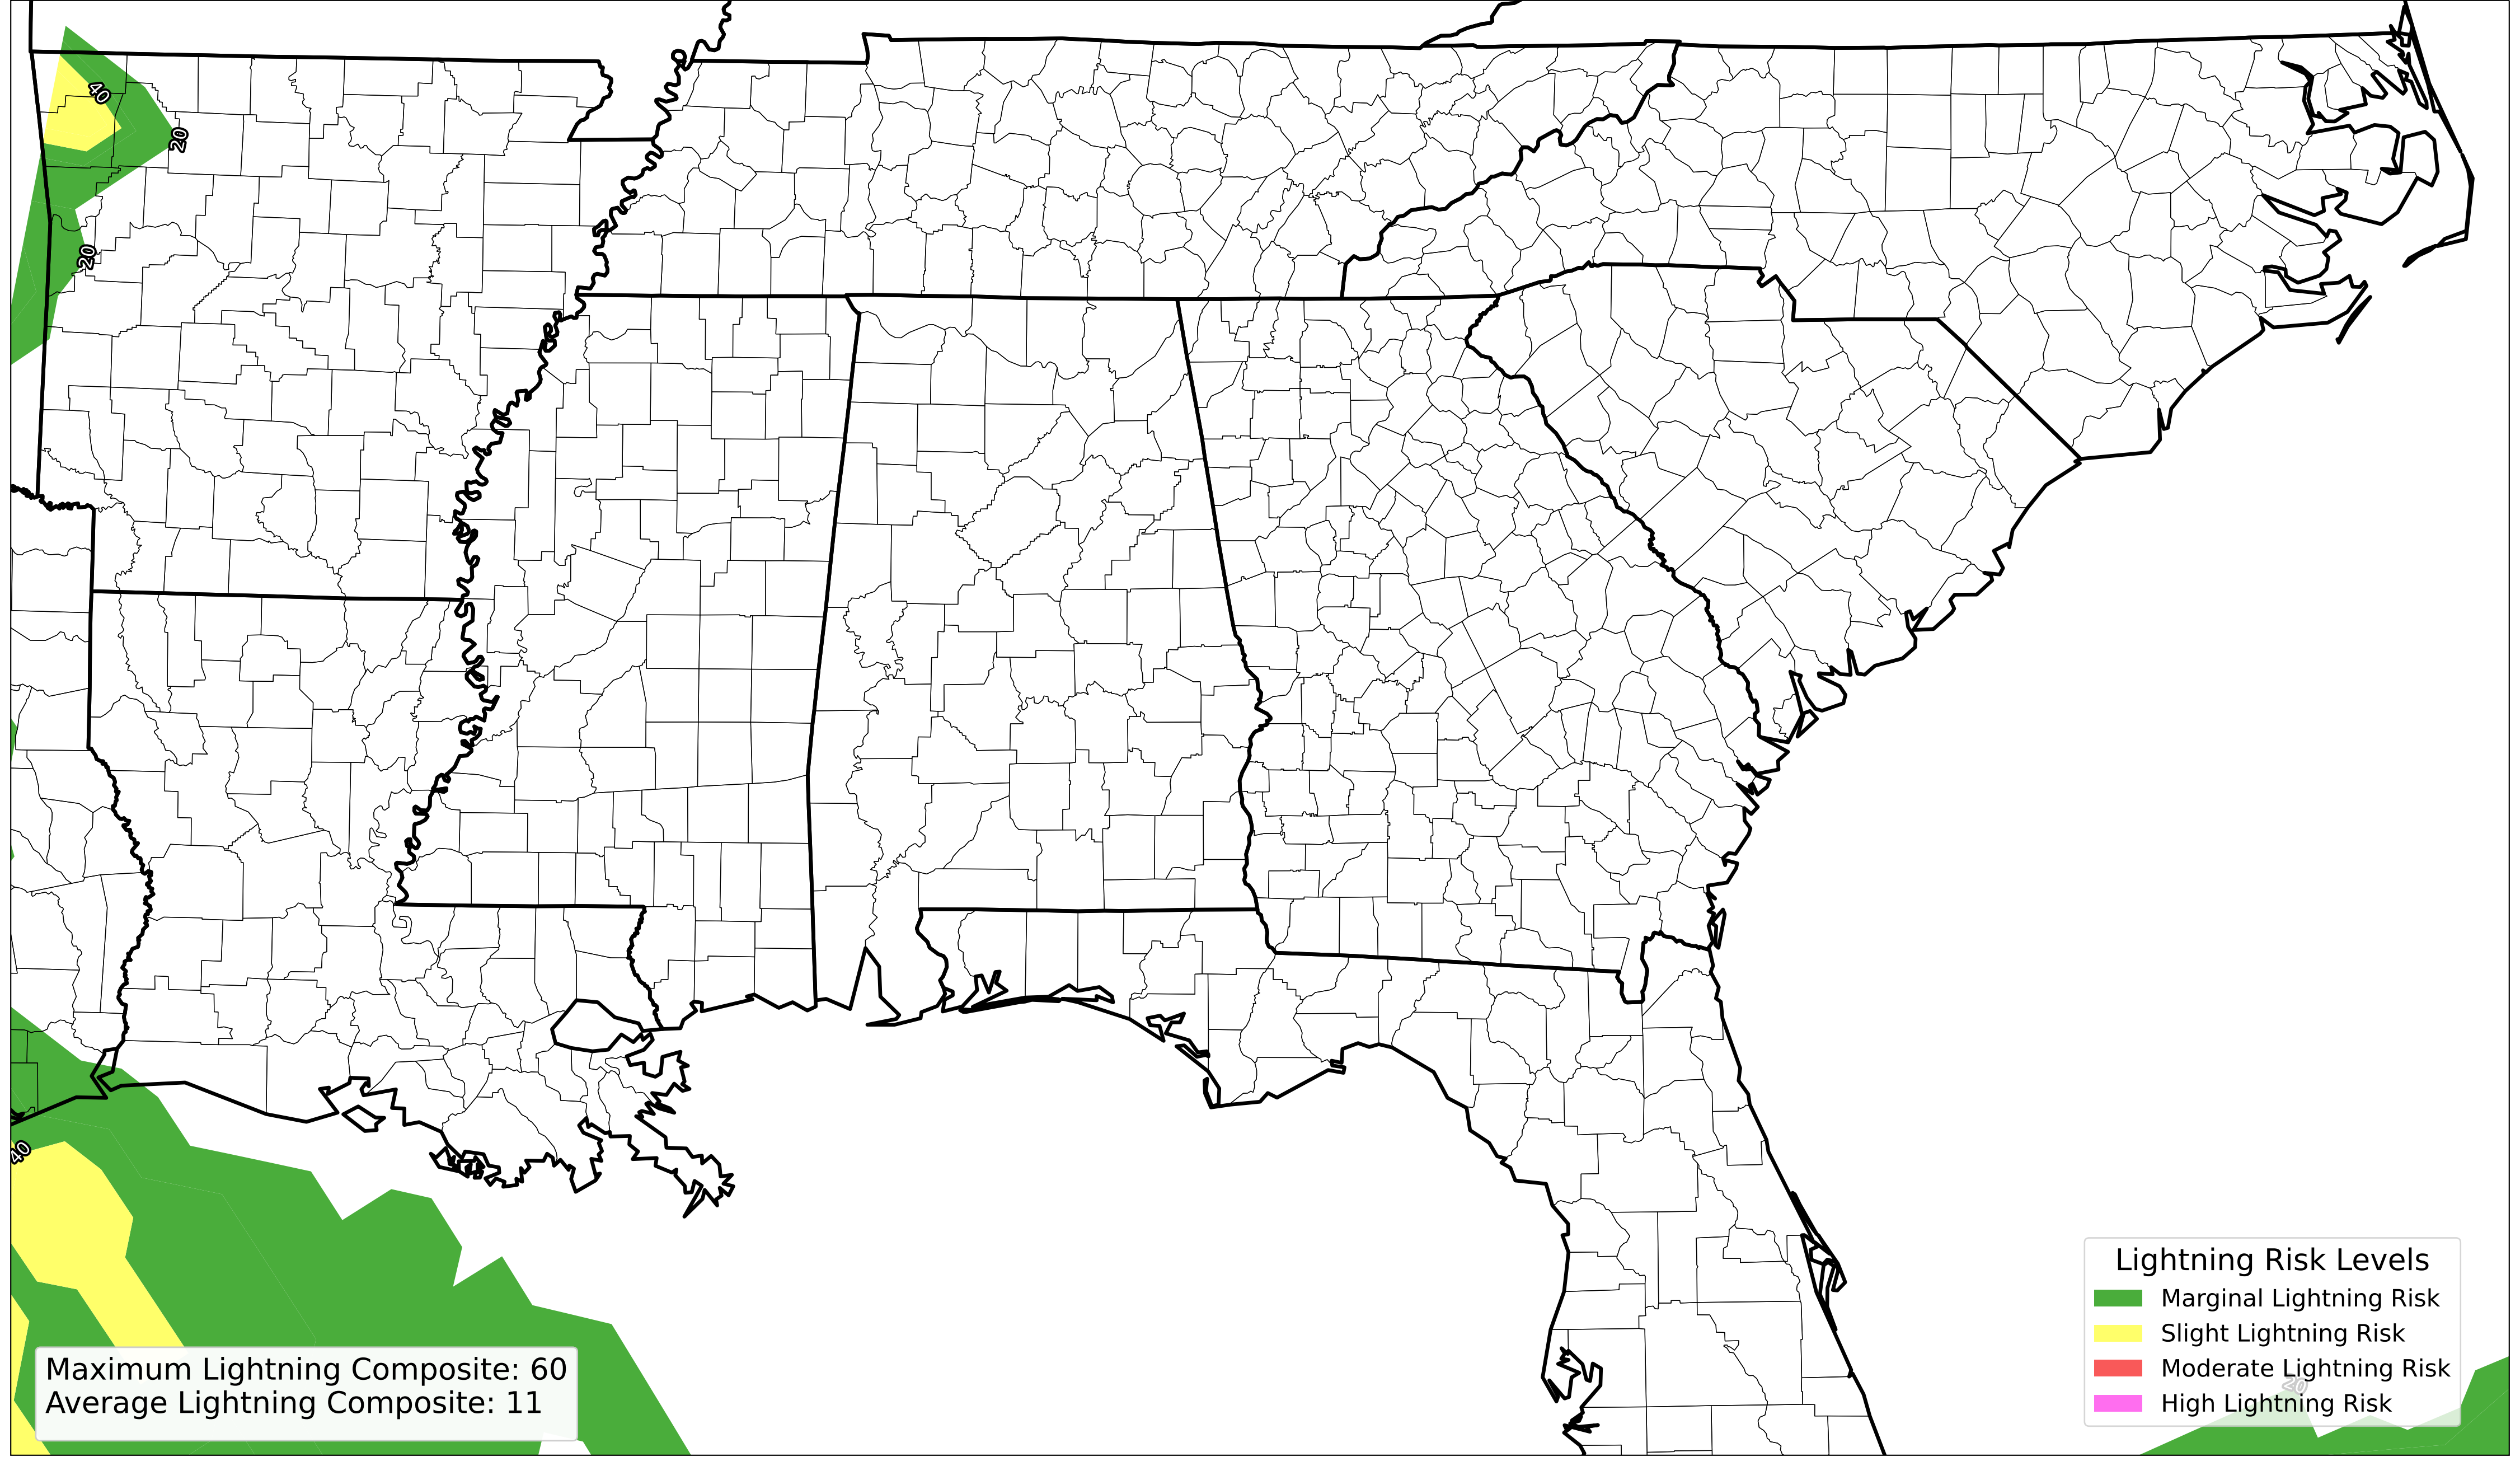 40
20
20
40
Maximum Lightning Composite: 60
Average Lightning Composite: 11
Lightning Risk Levels
Marginal Lightning Risk
Slight Lightning Risk
Moderate Lightning Risk
20
High Lightning Risk